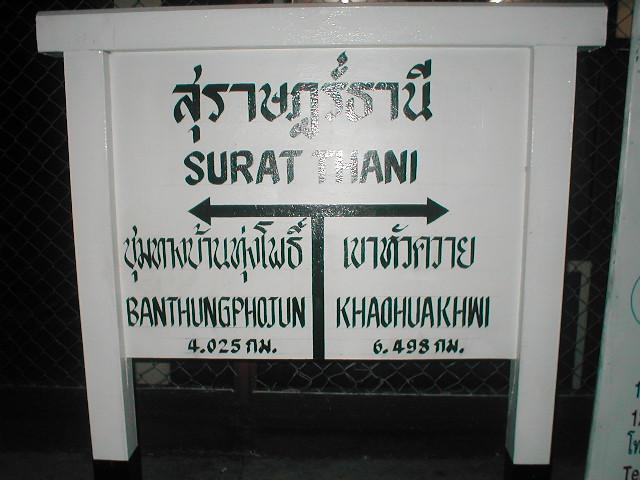 สุราษฎร์ธานี
SURAT THANI
ชุมทางบ้านทุ่งโพธิ์ เขาหัวควาย
BANTHUNGPHOJUN KHAOHUAKHWI
4.025 กม. 6.498 กม.